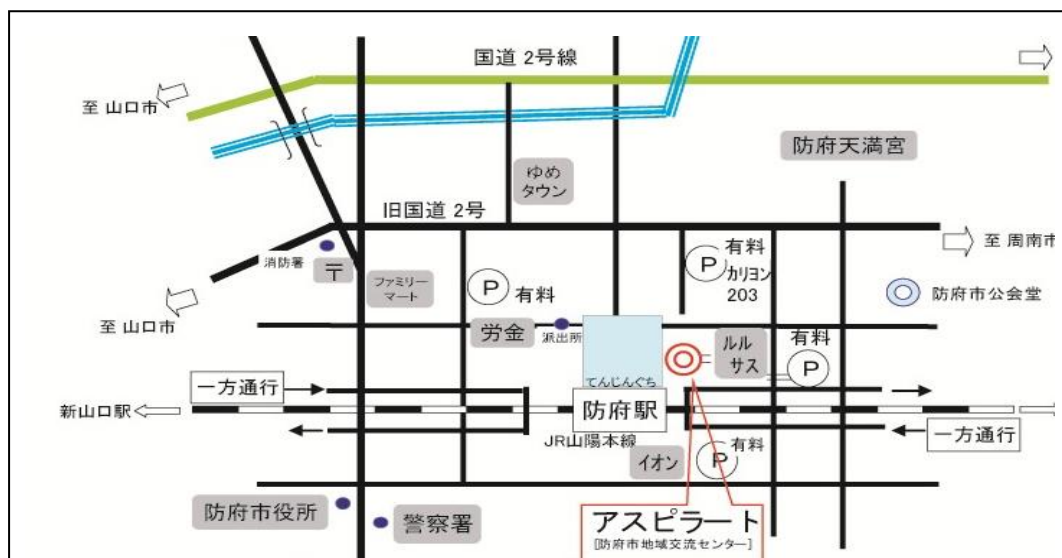 国道 2号線
至 山口市
防府天満宮
ゆめ
タウン
旧国道 2号
至 周南市
消防署
〒
ファミリー
マート
P
有料
P
有料
カリヨン
203
防府市公会堂
至 山口市
労金
派出所
ルル
サス
有料
P
てんじんぐち
一方通行
新山口駅
防府駅
JR山陽本線
一方通行
イオン
P
有料
防府市役所
警察署
アスピラート
[防府市地域交流センター]